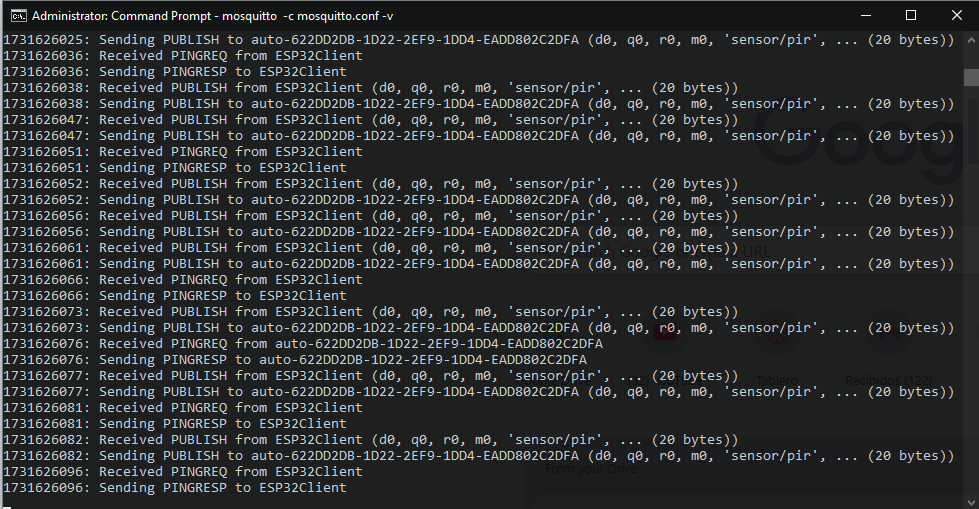 Administrator: Command Prompt - mosquitto -c mosquitto.conf -v
1731626025: Sending PUBLISH to auto-622DD2DB-1D22-2EF9-1DD4-EADD802C2DFA (d0, q0, r0, m0, 'sensor/pir', ... (20 bytes))
1731626036: Received PINGREQ from ESP32Client
1731626036: Sending PINGRESP to ESP32Client
1731626038: Received PUBLISH from ESP32Client (d0, q0, r0, m0, 'sensor/pir', ... (20 bytes))
1731626038: Sending PUBLISH to auto-622DD2DB-1D22-2EF9-1DD4-EADD802C2DFA (d0, q0, r0, m0, 'sensor/pir', ... (20 bytes))
1731626047: Received PUBLISH from ESP32Client (d0, q0, r0, m0, 'sensor/pir', ... (20 bytes))
1731626047: Sending PUBLISH to auto-622DD2DB-1D22-2EF9-1DD4-EADD802C2DFA (d0, q0, r0, m0, 'sensor/pir', ... (20 bytes))
1731626051: Received PINGREQ from ESP32Client
1731626051: Sending PINGRESP to ESP32Client
1731626052: Received PUBLISH from ESP32Client (d0, q0, r0, m0, 'sensor/pir', ... (20 bytes))
1731626052: Sending PUBLISH to auto-622DD2DB-1D22-2EF9-1DD4-EADD802C2DFA (d0, q0, r0, m0, 'sensor/pir', ... (20 bytes))
1731626056: Received PUBLISH from ESP32Client (d0, q0, r0, m0, 'sensor/pir', ... (20 bytes))
1731626056: Sending PUBLISH to auto-622DD2DB-1D22-2EF9-1DD4-EADD802C2DFA (d0, q0, r0, m0, 'sensor/pir', ... (20 bytes))
1731626061: Received PUBLISH from ESP32Client (d0, q0, r0, m0, 'sensor/pir', ... (20 bytes))
1731626061: Sending PUBLISH to auto-622DD2DB-1D22-2EF9-1DD4-EADD802C2DFA (d0, q0, r0, m0, 'sensor/pir', ... (20 bytes))
1731626066: Received PINGREQ from ESP32Client
1731626066: Sending PINGRESP to ESP32Client
1731626073: Received PUBLISH from ESP32Client (d0, q0, r0, m0, 'sensor/pir', ... (20 bytes))
1731626073: Sending PUBLISH to auto-622DD2DB-1D22-2EF9-1DD4-EADD802C2DFA (d0, q0, r0, m0, 'sensor/pir', ... (20 bytes))
1731626076: Received PINGREQ from auto-622DD2DB-1D22-2EF9-1DD4-EADD802C2DFA
1731626076: Sending PINGRESP to auto-622DD2DB-1D22-2EF9-1DD4-EADD802C2DFA
1731626077: Received PUBLISH from ESP32Client (d0, q0, r0, m0, 'sensor/pir', ... (20 bytes))
1731626077: Sending PUBLISH to auto-622DD2DB-1D22-2EF9-1DD4-EADD802C2DFA (d0, q0, r0, m0, 'sensor/pir', ... (20 bytes))
1731626081: Received PINGREQ from ESP32Client
1731626081: Sending PINGRESP to ESP32Client
1731626082: Received PUBLISH from ESP32Client (d0, q0, r0, m0, 'sensor/pir', ... (20 bytes))
1731626082: Sending PUBLISH to auto-622DD2DB-1D22-2EF9-1DD4-EADD802C2DFA (d0, q0, r0, m0, 'sensor/pir', ... (20 bytes))
1731626096: Received PINGREQ from ESP32Client
1731626096: Sending PINGRESP to ESP32Client
Googl
URL
Tablero
Recibidos (122)
From your Drive